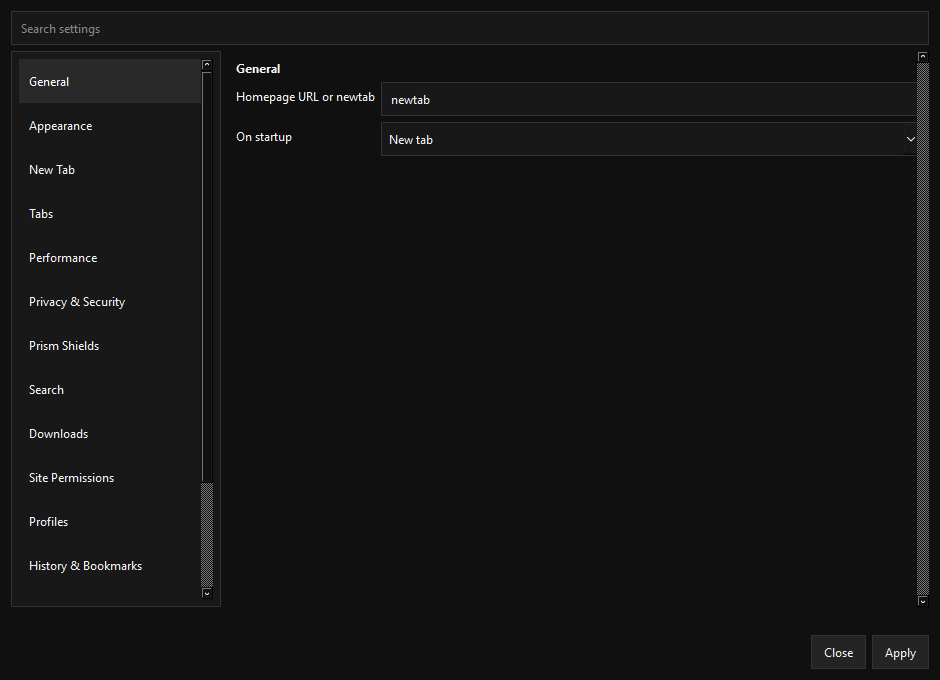 Search settings
General
Appearance
New Tab
Tabs
Performance
Privacy & Security
Prism Shields
Search
Downloads
Site Permissions
Profiles
History & Bookmarks
General
Homepage URL or newtab
newtab
On startup
New tab
Close
Apply